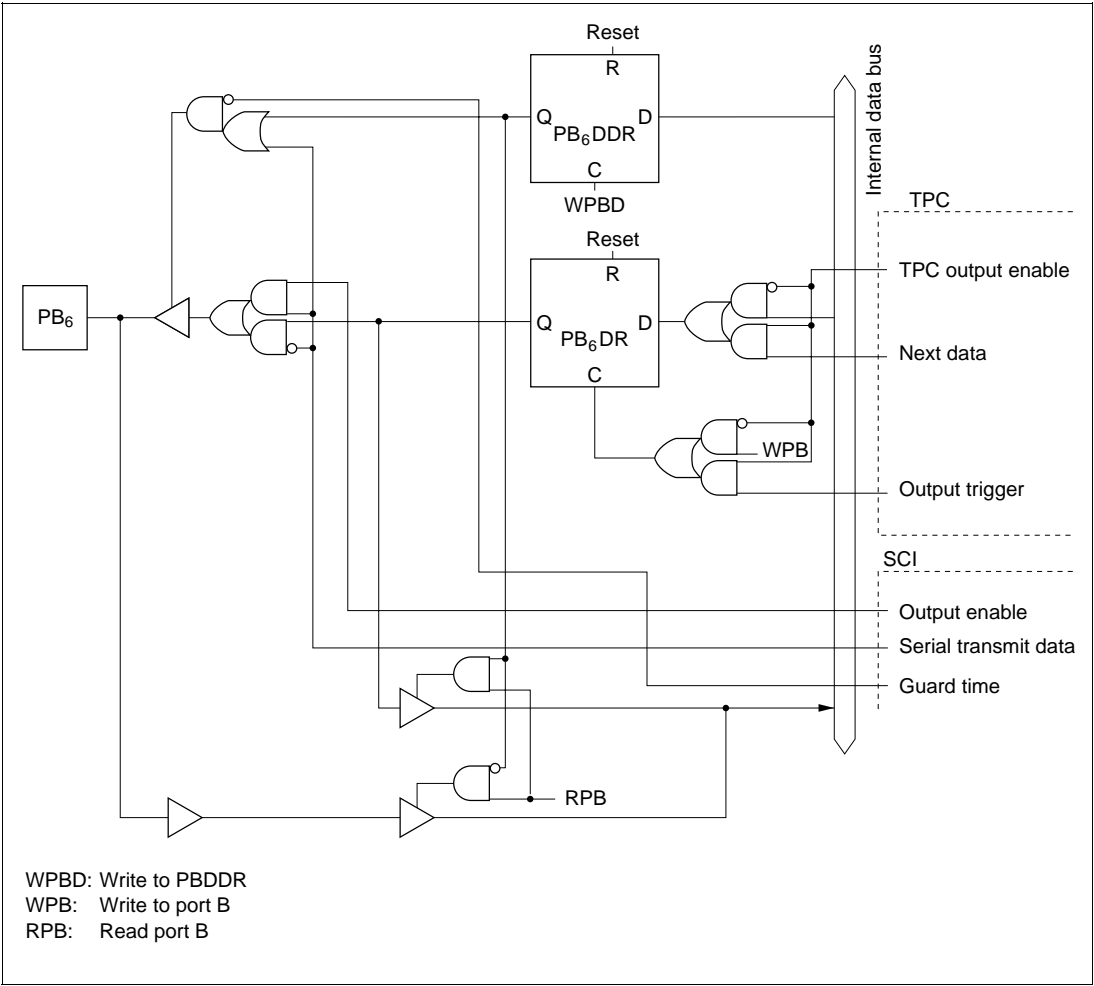 Reset
R
Q D
PB6DDR
C
WPBD
Internal data bus
TPC
Reset
R
TPC output enable
PB6
Q D
PB6DR
C
Next data
WPB
Output trigger
SCI
Output enable
Serial transmit data
Guard time
RPB
WPBD: Write to PBDDR
WPB: Write to port B
RPB: Read port B